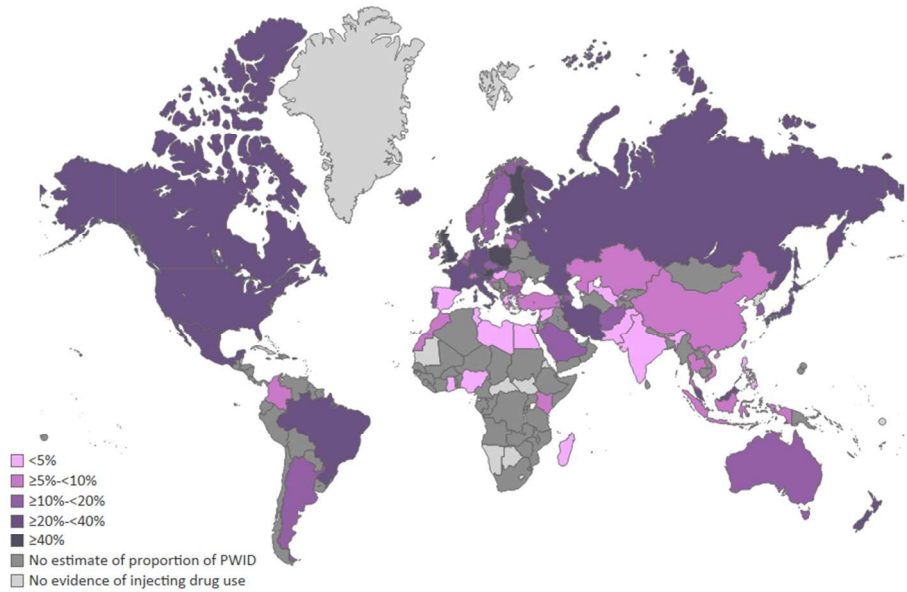 <5%
≥5%-<10%
≥10%-<20%
≥20%-<40%
≥40%
No estimate of proportion of PWID
No evidence of injecting drug use